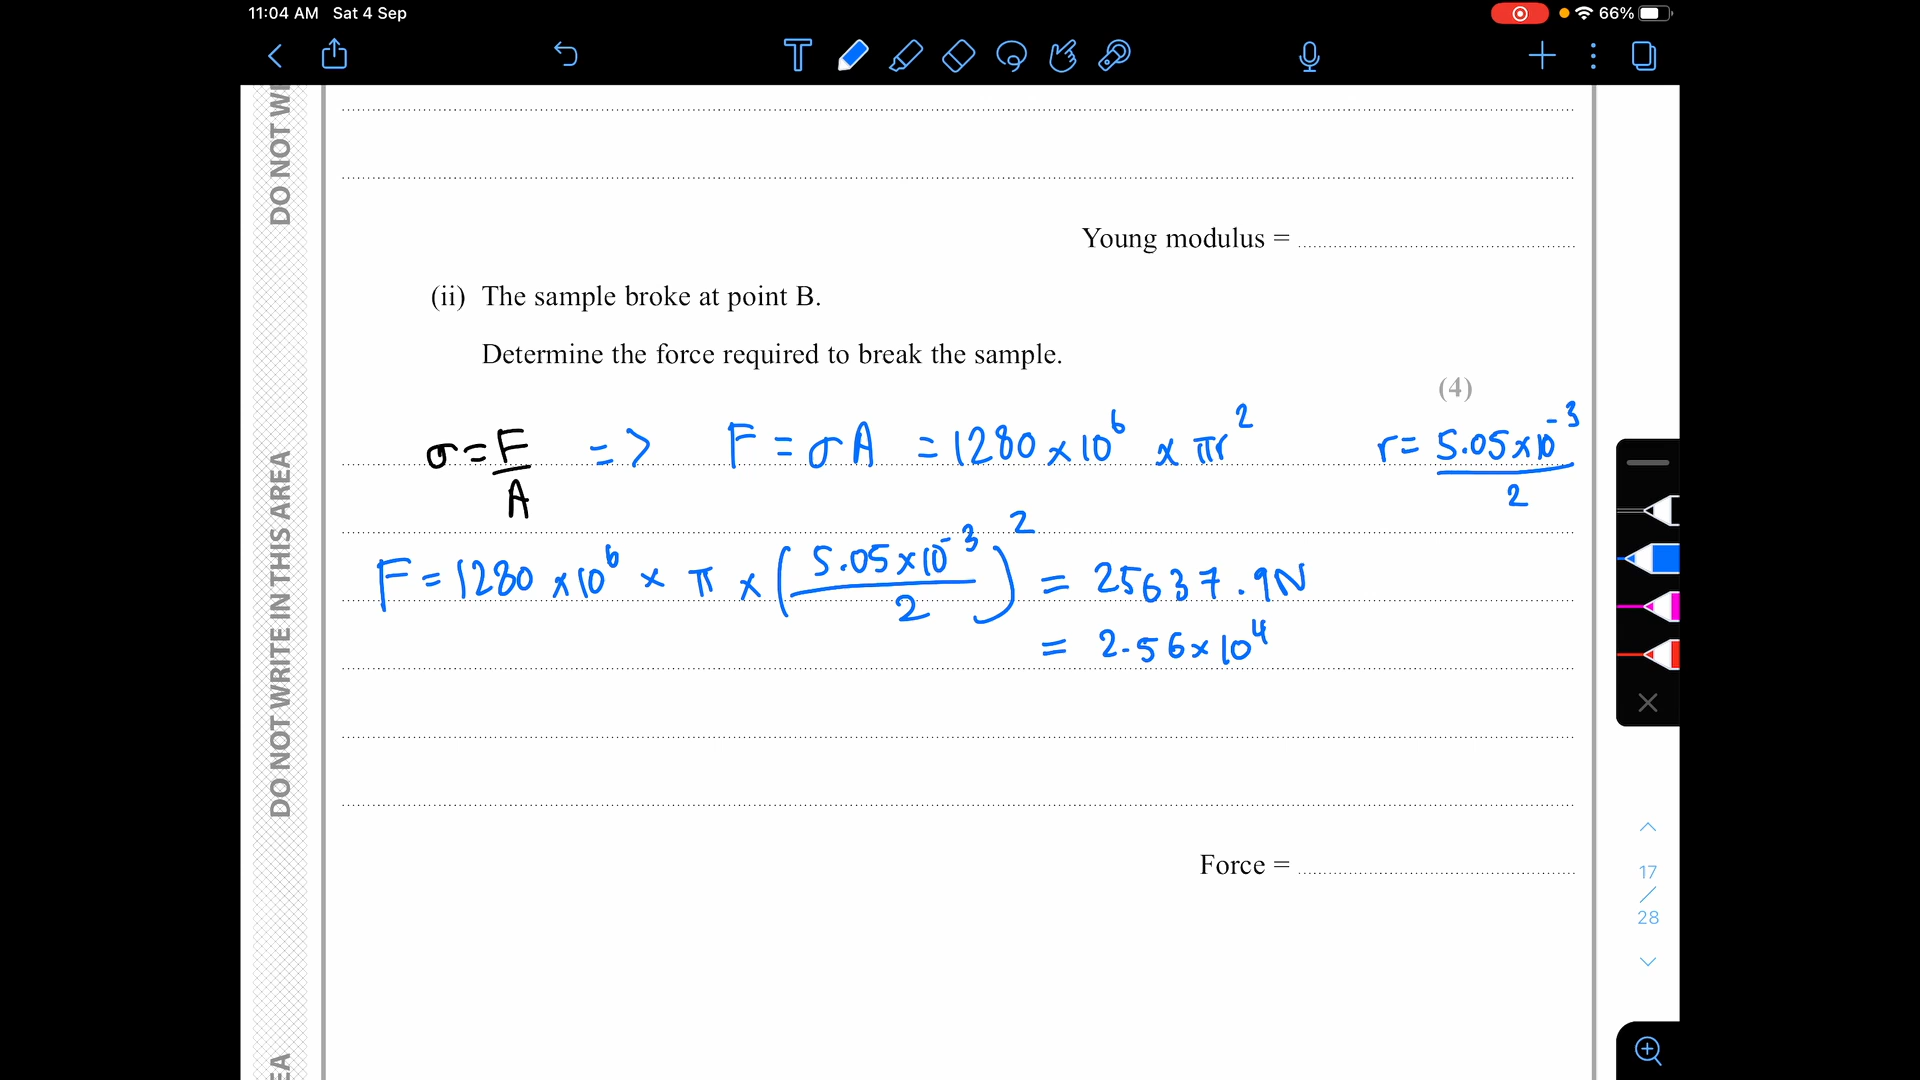 11:04 AM Sat 4 Sep
66%
DO NOT WI
Young modulus =
(ii) The sample broke at point B.
Determine the force required to break the sample.
(4)
σ = F/A => F = σA = 1280 × 10⁶ × πr² r = 5.05×10⁻³/2
F = 1280 × 10⁶ × π × (5.05×10⁻³/2)² = 25637.9N
= 2.56 × 10⁴
DO NOT WRITE IN THIS AREA
Force =
17
/
28
EA